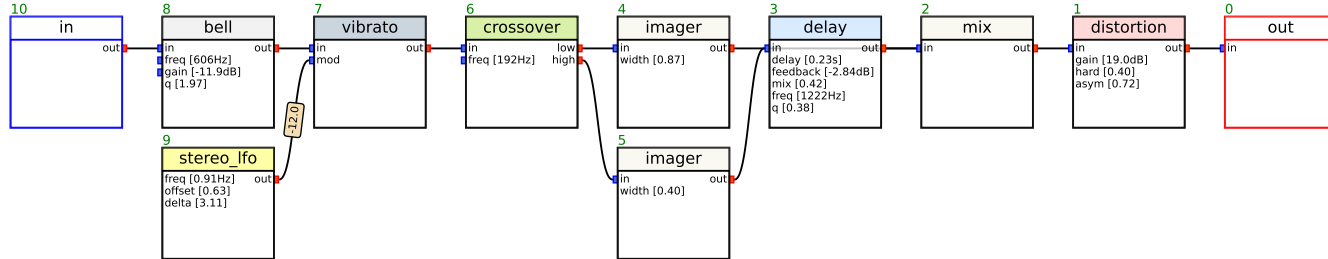 10
in
out
8
bell
in out
freq [606Hz]
gain [-11.9dB]
q [1.97]
9
stereo_lfo
freq [0.91Hz] out
offset [0.63]
delta [3.11]
-12.0
7
vibrato
in out
mod
6
crossover
in low
freq [192Hz] high
4
imager
in out
width [0.87]
5
imager
in out
width [0.40]
3
delay
in out
delay [0.23s]
feedback [-2.84dB]
mix [0.42]
freq [1222Hz]
q [0.38]
2
mix
in out
1
distortion
in out
gain [19.0dB]
hard [0.40]
asym [0.72]
0
out
in